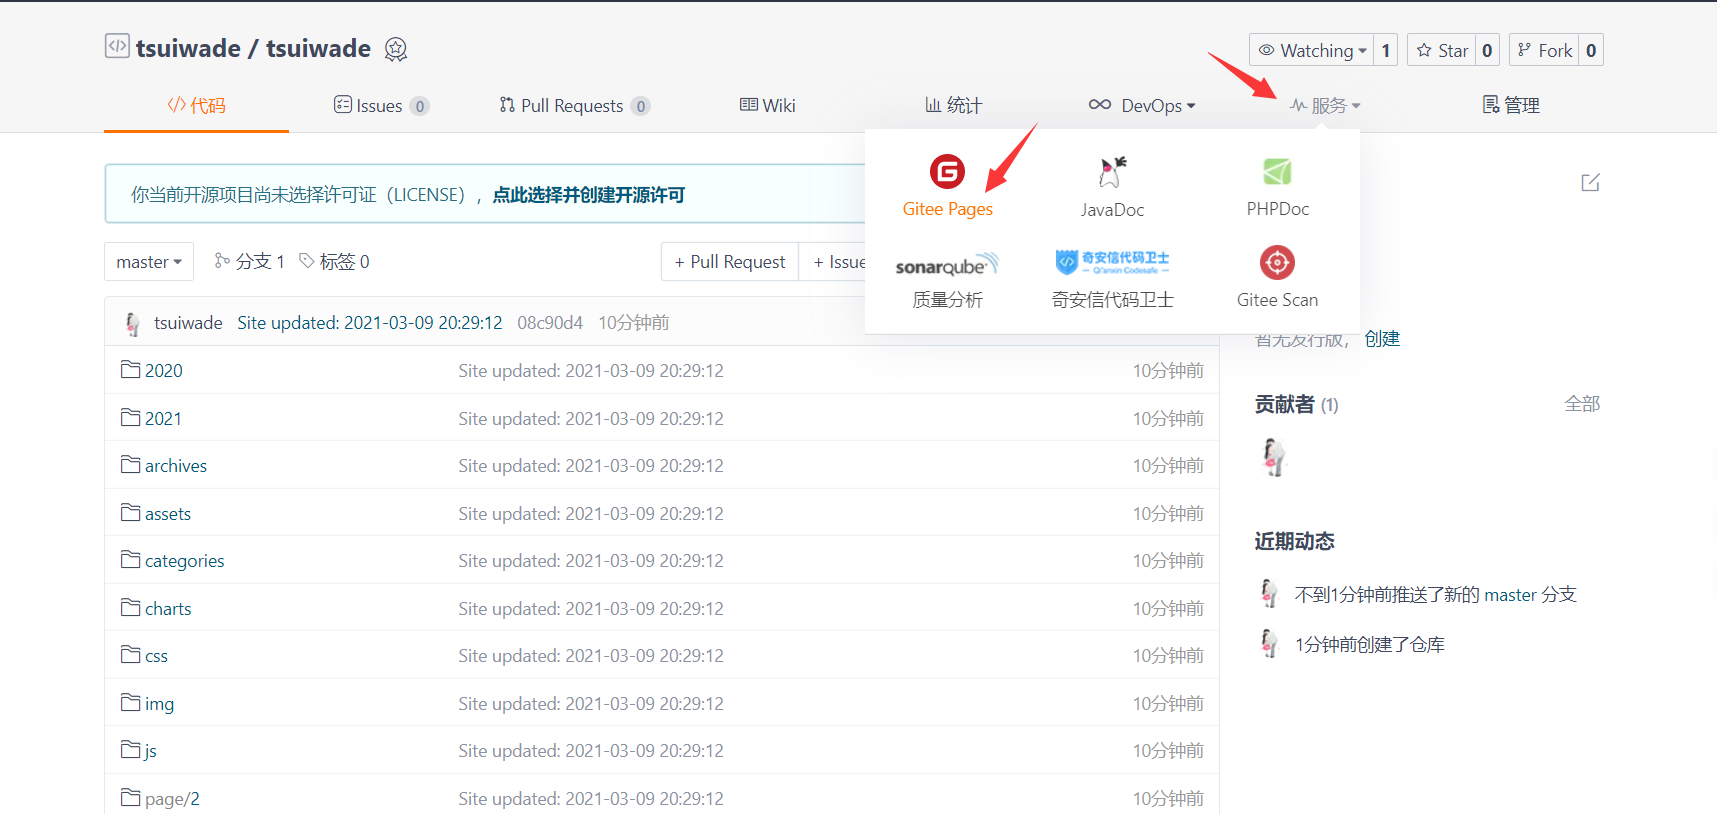 tsuiwade / tsuiwade
Watching 1 Star 0 Fork 0
代码 Issues 0 Pull Requests 0 Wiki 统计 DevOps 服务 管理
你当前开源项目尚未选择许可证（LICENSE），点此选择并创建开源许可
Gitee Pages JavaDoc PHPDoc
sonarqube 奇安信代码卫士
Qi'anxin Codesafe
质量分析 奇安信代码卫士 Gitee Scan
master 分支 1 标签 0 + Pull Request + Issue
tsuiwade Site updated: 2021-03-09 20:29:12 08c90d4 10分钟前
暂无发行版， 创建
2020 Site updated: 2021-03-09 20:29:12 10分钟前
2021 Site updated: 2021-03-09 20:29:12 10分钟前
archives Site updated: 2021-03-09 20:29:12 10分钟前
assets Site updated: 2021-03-09 20:29:12 10分钟前
categories Site updated: 2021-03-09 20:29:12 10分钟前
charts Site updated: 2021-03-09 20:29:12 10分钟前
css Site updated: 2021-03-09 20:29:12 10分钟前
img Site updated: 2021-03-09 20:29:12 10分钟前
js Site updated: 2021-03-09 20:29:12 10分钟前
page/2 Site updated: 2021-03-09 20:29:12 10分钟前
贡献者 (1) 全部
近期动态
不到1分钟前推送了新的 master 分支
1分钟前创建了仓库